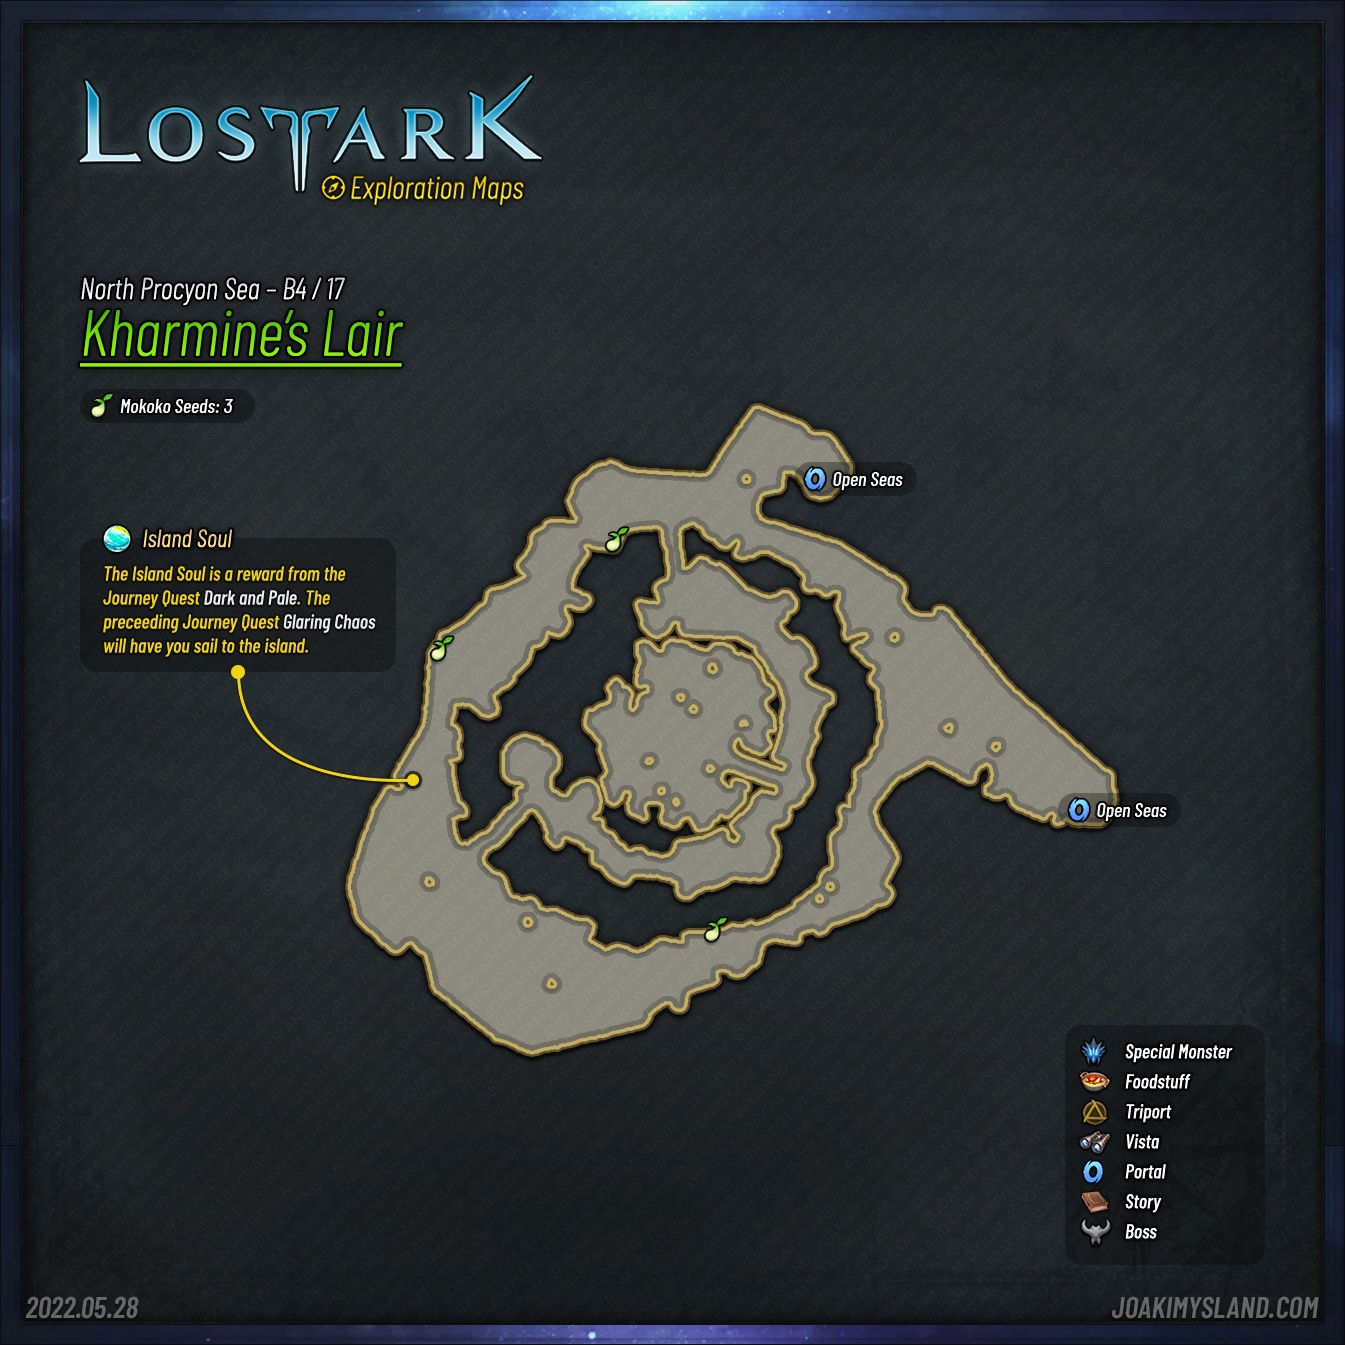 LOST ARK
Exploration Maps
North Procyon Sea – B4 / 17
Kharmine's Lair
Mokoko Seeds: 3
Open Seas
Island Soul
The Island Soul is a reward from the
Journey Quest Dark and Pale. The
preceeding Journey Quest Glaring Chaos
will have you sail to the island.
Open Seas
Special Monster
Foodstuff
Triport
Vista
Portal
Story
Boss
2022.05.28
JOAKIMYSLAND.COM